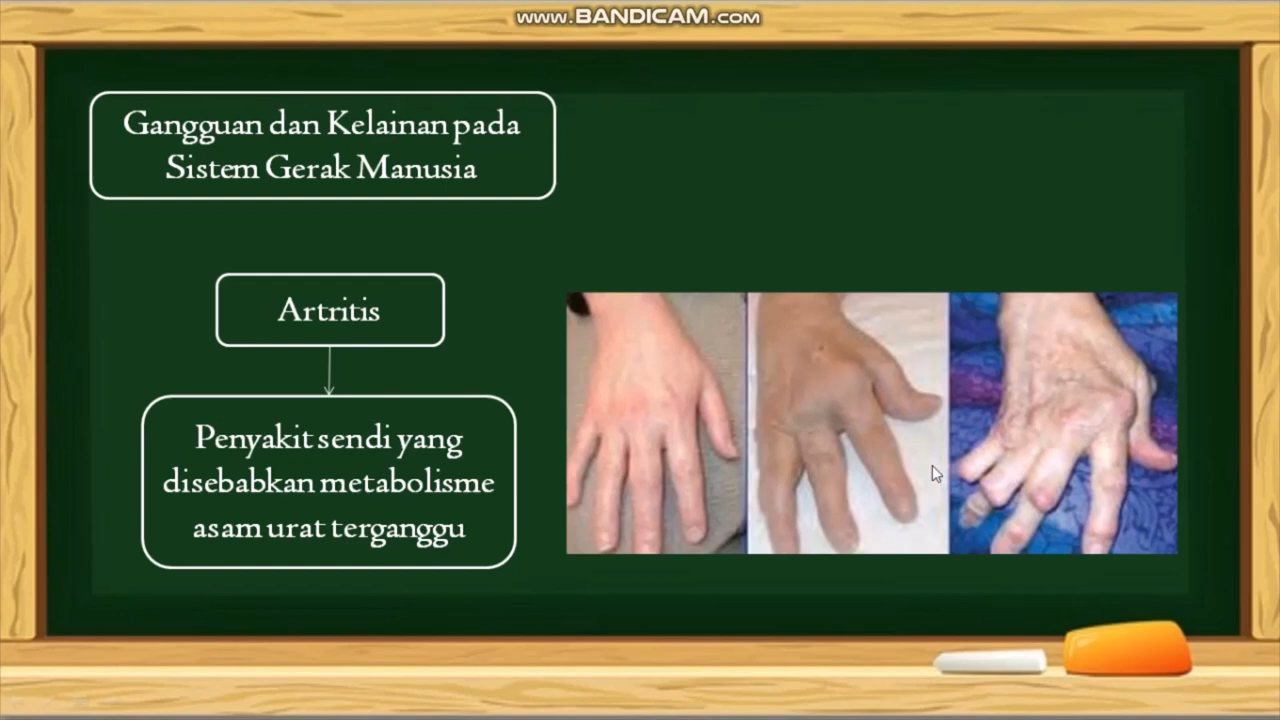 www.BANDICAM.com
Gangguan dan Kelainan pada
Sistem Gerak Manusia
Artritis
Penyakit sendi yang
disebabkan metabolisme
asam urat terganggu